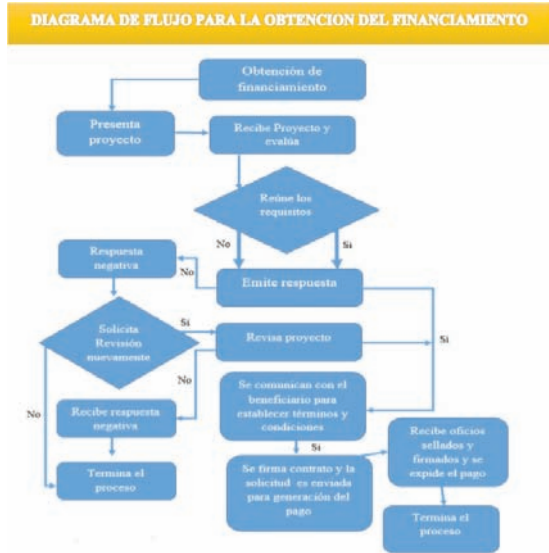 DIAGRAMA DE FLUJO PARA LA OBTENCION DEL FINANCIAMIENTO
Obtención de
financiamiento
Presenta
proyecto
Recibe Proyecto y
evalúa
Reúne los
requisitos
No
Si
Respuesta
negativa
No
Emite respuesta
Solicita
Revisión
nuevamente
Si
Revisa proyecto
Si
No
Se comunican con el
beneficiario para
establecer términos y
condiciones
No
Recibe respuesta
negativa
Si
Recibe oficios
sellados y
firmados y se
expide el pago
Termina el
proceso
Se firma contrato y la
solicitud es enviada
para generación del
pago
Termina el
proceso